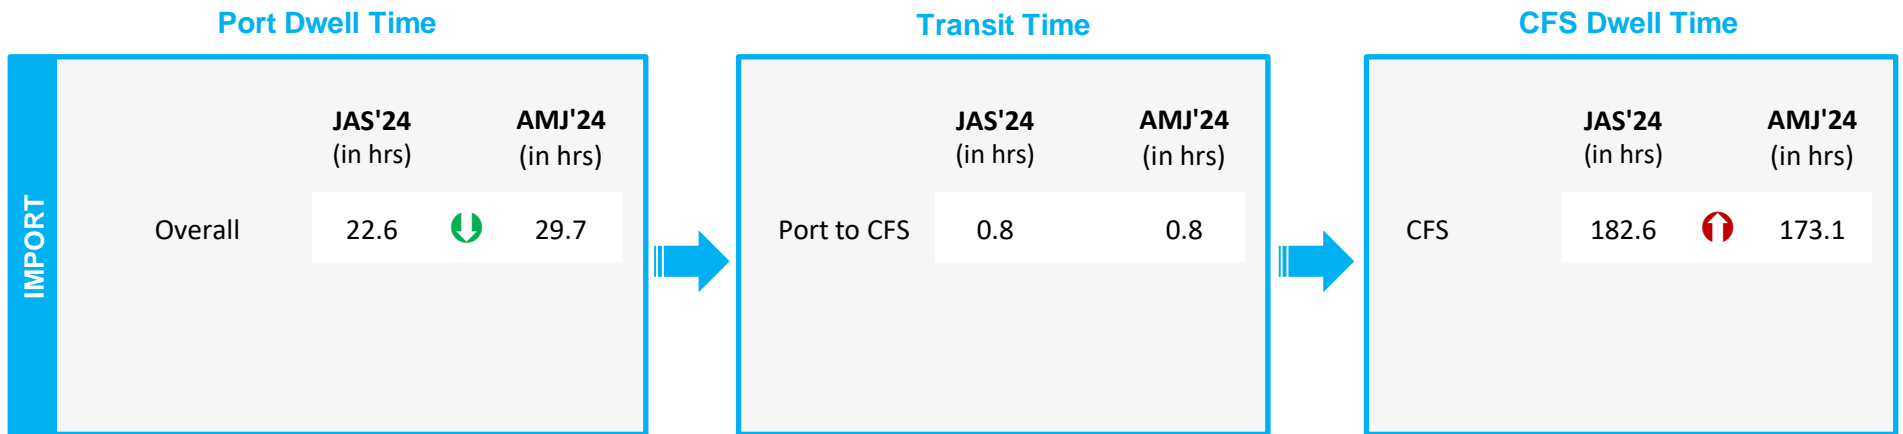 Port Dwell Time
Transit Time
CFS Dwell Time
IMPORT
JAS'24 AMJ'24
(in hrs) (in hrs)
Overall 22.6 29.7
JAS'24 AMJ'24
(in hrs) (in hrs)
Port to CFS 0.8 0.8
JAS'24 AMJ'24
(in hrs) (in hrs)
CFS 182.6 173.1